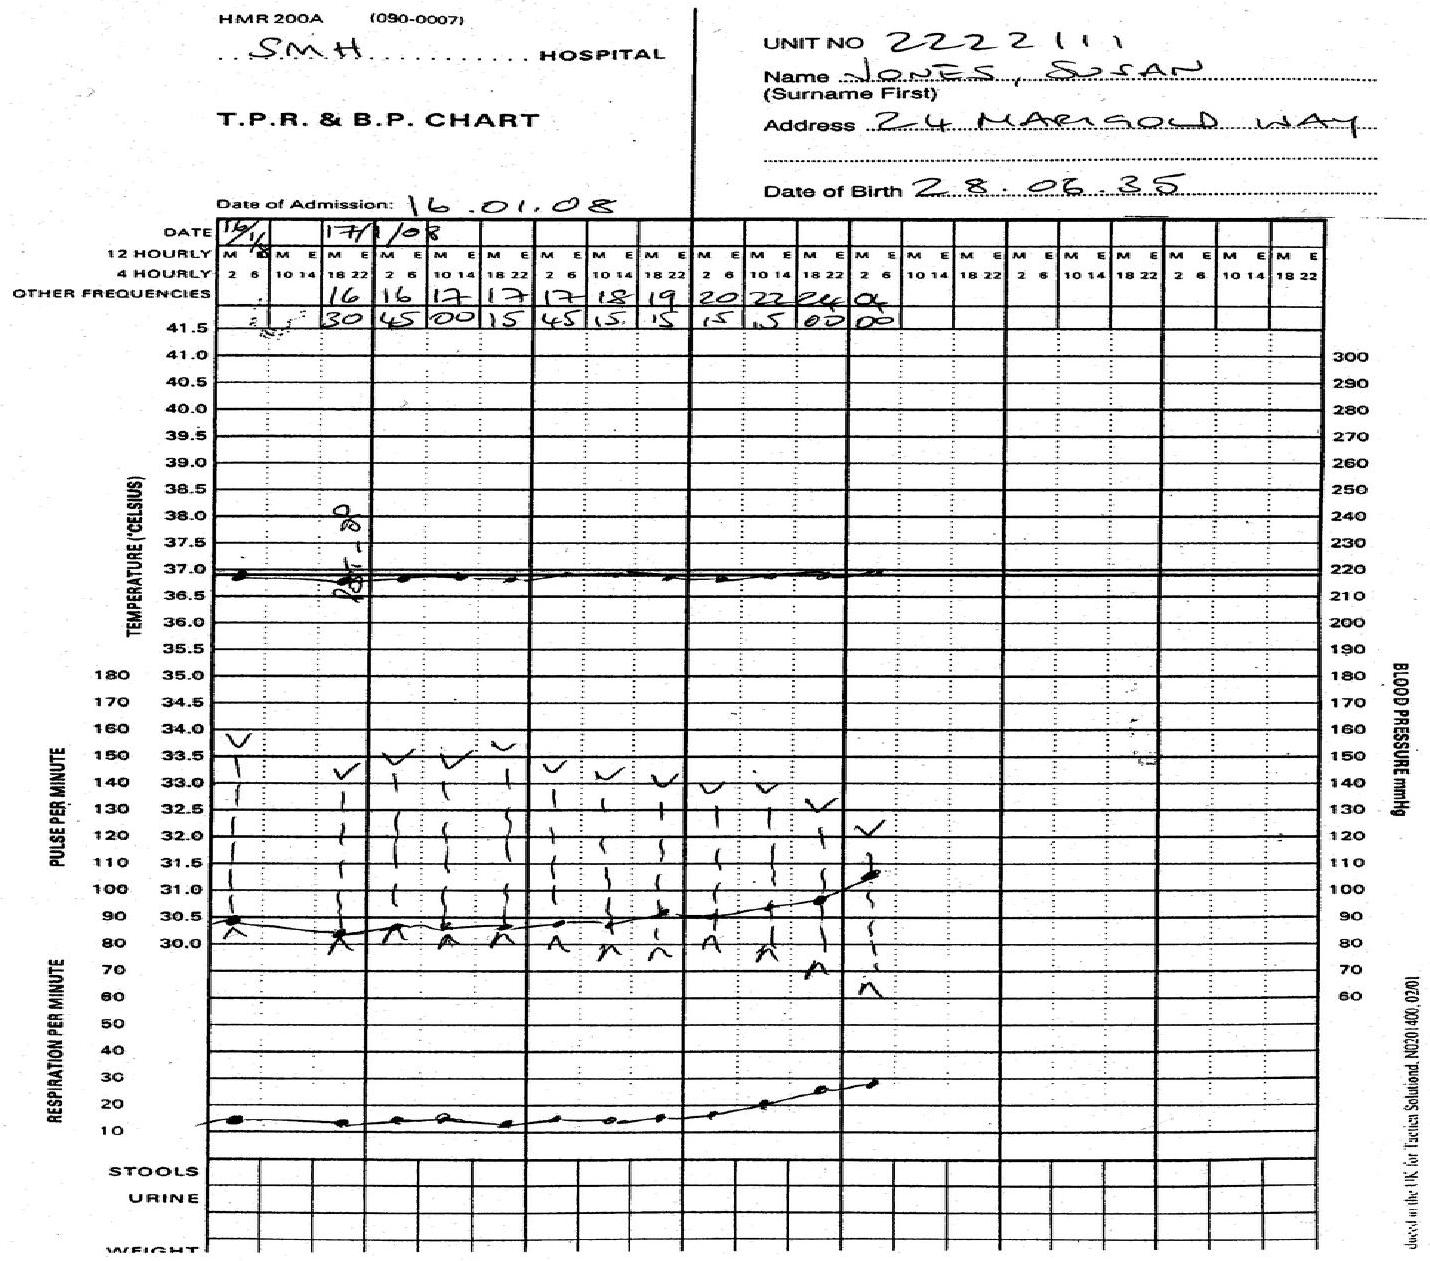 HMR 200A (090-0007)
SMH HOSPITAL
T.P.R. & B.P. CHART
Date of Admission: 16.01.08
UNIT NO 2222111
Name JONES, SUSAN
(Surname First)
Address 24 MARIGOLD WAY
Date of Birth 28.06.35
DATE 16/1/ 17/1/08
12 HOURLY M E M E M E M E M E M E M E M E M E M E M E
4 HOURLY 2 6 10 14 18 22 2 6 10 14 18 22 2 6 10 14 18 22 2 6 10 14 18 22 2 6 10 14 18 22 2 6 10 14 18 22 2 6 10 14 18 22
OTHER FREQUENCIES 16 16 17 17 17 18 19 20 22 24
30 45 00 15 45 15 15 15 15 00 00
TEMPERATURE (°CELSIUS)
41.5
41.0 300
40.5 290
40.0 280
39.5 270
39.0 260
38.5 250
38.0 240
37.5 230
37.0 220
36.5 210
36.0 200
35.5 190
180 35.0 180
170 34.5 170
160 34.0 160
150 33.5 150
140 33.0 140
130 32.5 130
120 32.0 120
110 31.5 110
100 31.0 100
90 30.5 90
80 30.0 80
70 70
60 60
50
40
30
20
10
PULSE PER MINUTE
RESPIRATION PER MINUTE
BLOOD PRESSURE mmHg
STOOLS
URINE
WEIGHT
in the UK for Tactica Solutions, N0201400, 02/01